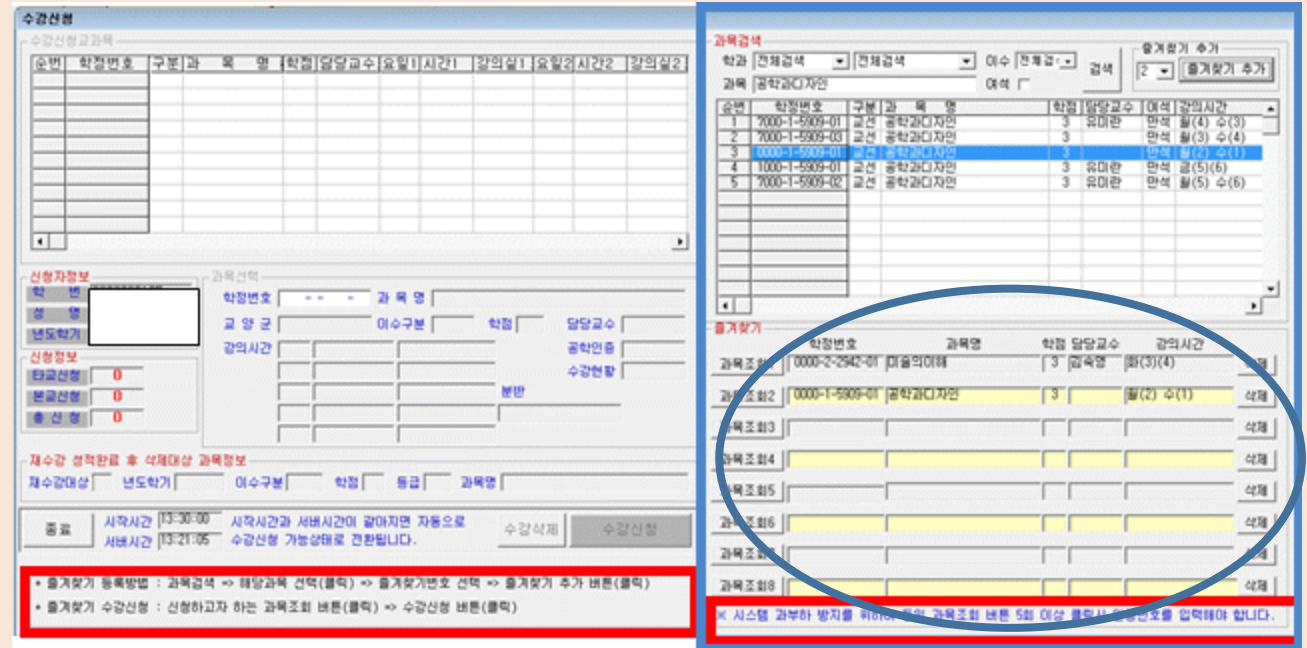 수강신청
수강신청교과목
순번 학정번호 구분 과 목 명 학점 담당교수 요일1 시간1 강의실1 요일2 시간2 강의실2
신청자정보
학 번
성 명
년도학기
신청정보
타교신청 0
본교신청 0
총 신 청 0
과목선택
학정번호 -- - 과 목 명
교 양 군 이수구분 학점 담당교수
강의시간 공학인증
수강현황
분반
재수강 성적완료 후 삭제대상 과목정보
재수강대상 년도학기 이수구분 학점 등급 과목명
종료 시작시간 13:30:00 시작시간과 서버시간이 같아지면 자동으로 수강삭제 수강신청
서버시간 13:21:05 수강신청 가능상태로 전환됩니다.
* 즐겨찾기 등록방법 : 과목검색 => 해당과목 선택(클릭) => 즐겨찾기번호 선택 => 즐겨찾기 추가 버튼(클릭)
* 즐겨찾기 수강신청 : 신청하고자 하는 과목조회 버튼(클릭) => 수강신청 버튼(클릭)
과목검색
학과 전체검색 전체검색 이수 전체검 검색
과목 공학과디자인 여석
즐겨찾기 추가
2 즐겨찾기 추가
순번 학정번호 구분 과 목 명 학점 담당교수 여석 강의시간
1 7000-1-5909-01 교선 공학과디자인 3 유미란 만석 월(4) 수(3)
2 7000-1-5909-03 교선 공학과디자인 3 만석 월(3) 수(4)
3 0000-1-5909-01 교선 공학과디자인 3 만석 월(2) 수(1)
4 1000-1-5909-01 교선 공학과디자인 3 유미란 만석 금(5)(6)
5 7000-1-5909-02 교선 공학과디자인 3 유미란 만석 월(5) 수(6)
즐겨찾기
학정번호 과목명 학점 담당교수 강의시간
과목조회 0000-2-2942-01 미술의이해 3 김숙영 화(3)(4) 삭제
과목조회2 0000-1-5909-01 공학과디자인 3 월(2) 수(1) 삭제
과목조회3 삭제
과목조회4 삭제
과목조회5 삭제
과목조회6 삭제
과목조회 삭제
과목조회8 삭제
※ 시스템 과부하 방지를 위하여 동일 과목조회 버튼 5회 이상 클릭시 인증번호를 입력해야 합니다.